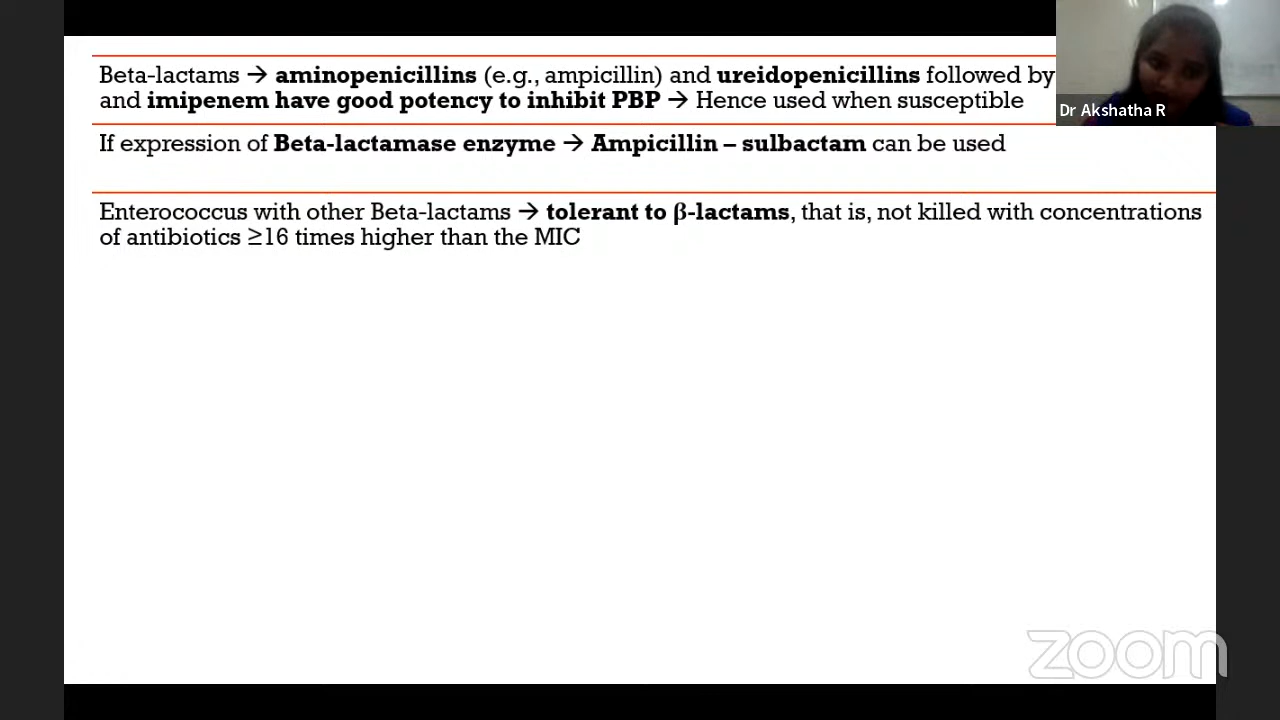 Beta-lactams → aminopenicillins (e.g., ampicillin) and ureidopenicillins followed by
and imipenem have good potency to inhibit PBP → Hence used when susceptible
Dr Akshatha R
If expression of Beta-lactamase enzyme → Ampicillin – sulbactam can be used
Enterococcus with other Beta-lactams → tolerant to β-lactams, that is, not killed with concentrations
of antibiotics ≥16 times higher than the MIC
zoom